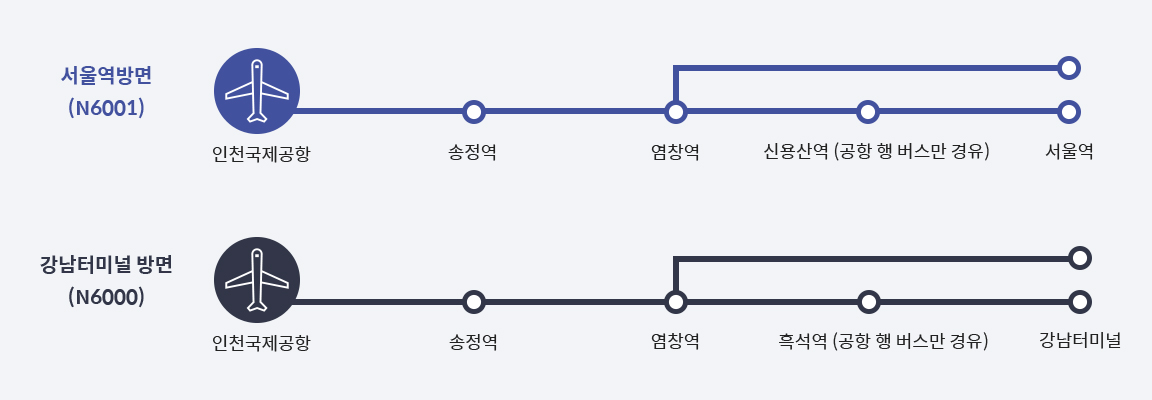 서울역방면
(N6001)
인천국제공항
송정역
염창역
신용산역 (공항 행 버스만 경유)
서울역
강남터미널 방면
(N6000)
인천국제공항
송정역
염창역
흑석역 (공항 행 버스만 경유)
강남터미널